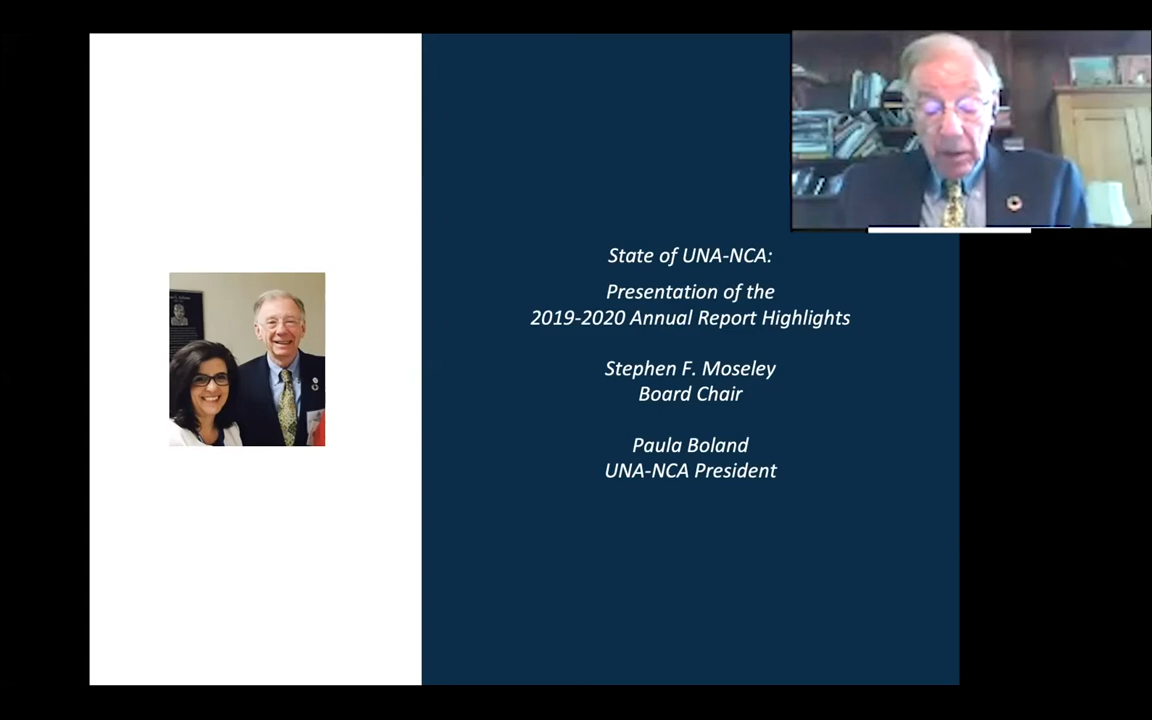 State of UNA-NCA:
Presentation of the
2019-2020 Annual Report Highlights
Stephen F. Moseley
Board Chair
Paula Boland
UNA-NCA President